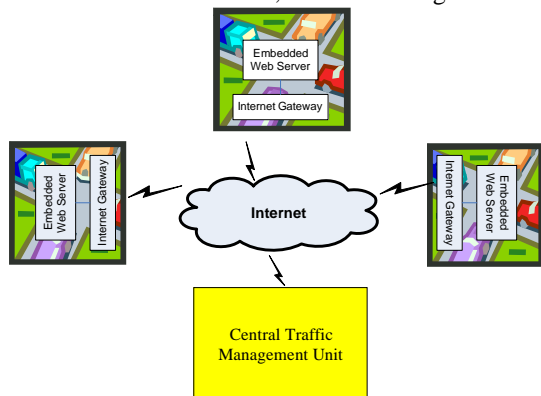 Embedded
Web Server
Internet Gateway
Embedded
Web Server
Internet Gateway
Internet
Internet Gateway
Embedded
Web Server
Central Traffic
Management Unit